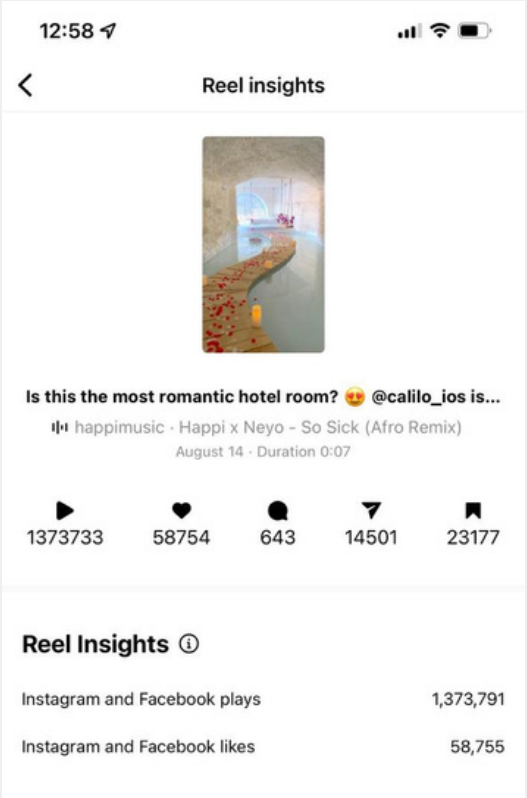 12:58
Reel insights
Is this the most romantic hotel room? 😍 @calilo_ios is...
happimusic · Happi x Neyo - So Sick (Afro Remix)
August 14 · Duration 0:07
1373733 58754 643 14501 23177
Reel Insights
Instagram and Facebook plays 1,373,791
Instagram and Facebook likes 58,755